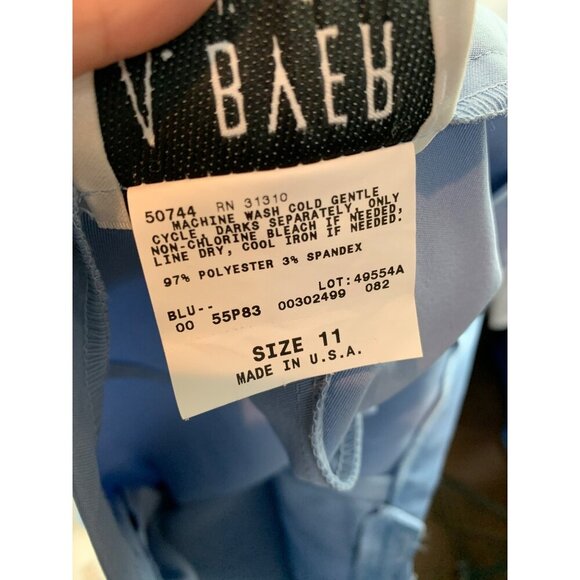 BYER
50744 RN 31310
MACHINE WASH COLD GENTLE
CYCLE, DARKS SEPARATELY, ONLY
NON-CHLORINE BLEACH IF NEEDED,
LINE DRY, COOL IRON IF NEEDED.
97% POLYESTER 3% SPANDEX
LOT:49554A
BLU--
00 55P83 00302499 082
SIZE 11
MADE IN U.S.A.